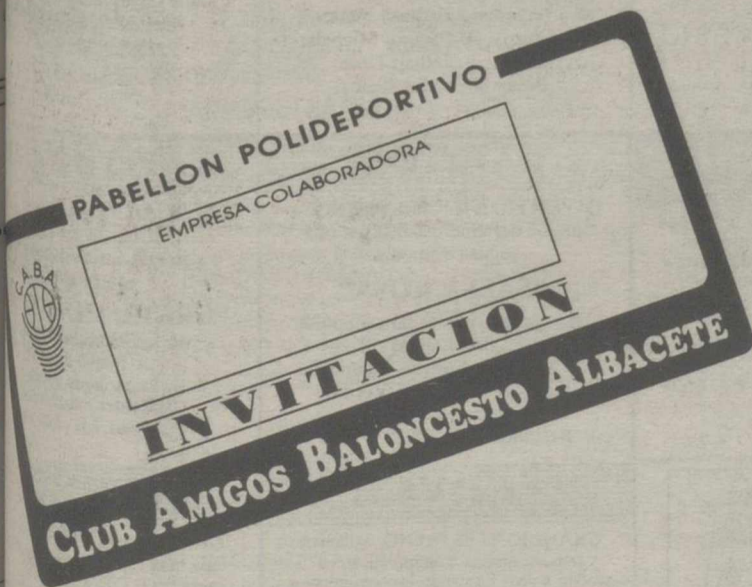 PABELLON POLIDEPORTIVO
EMPRESA COLABORADORA
C.A.B.A.
INVITACION
CLUB AMIGOS BALONCESTO ALBACETE